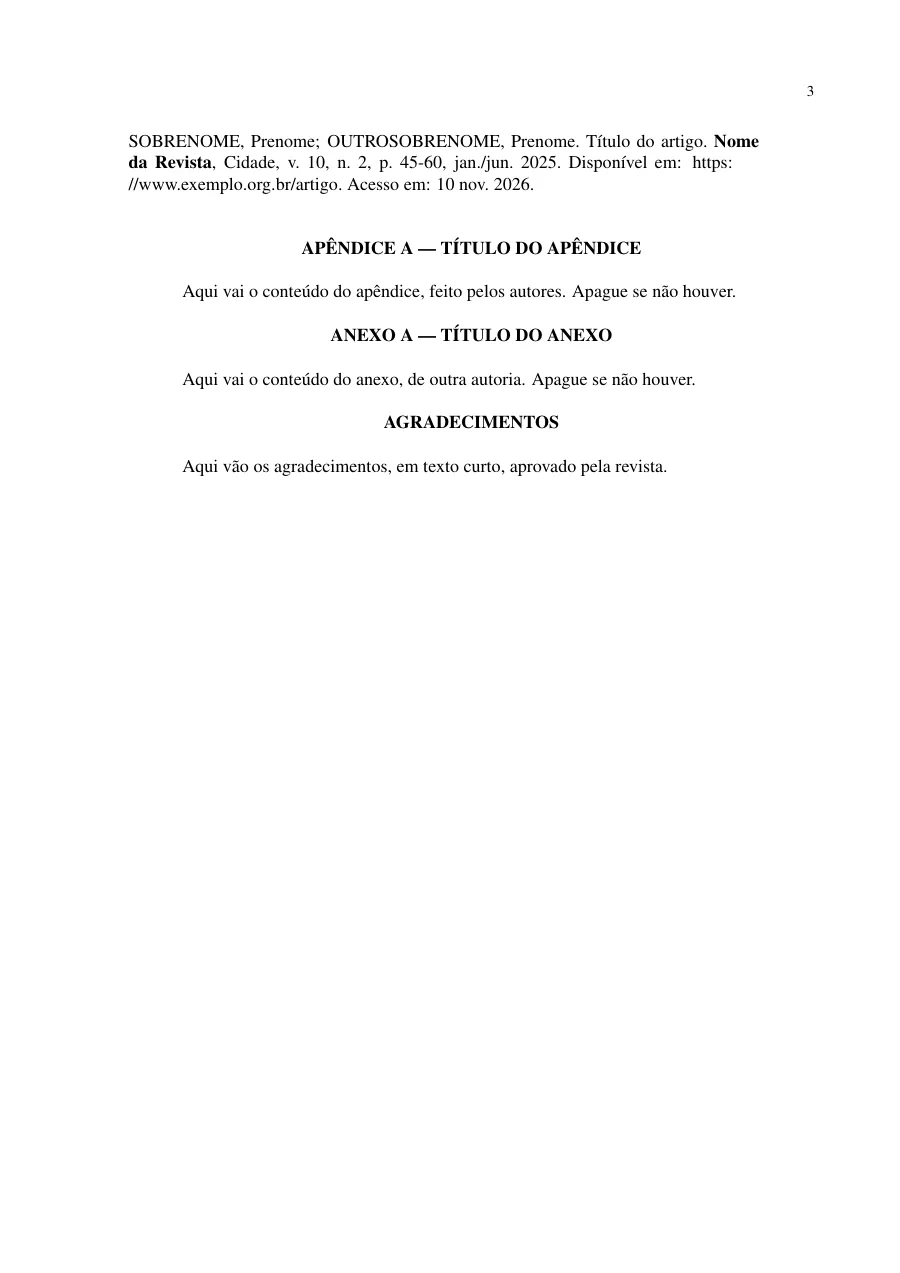 3
SOBRENOME, Prenome; OUTROSOBRENOME, Prenome. Título do artigo. Nome
da Revista, Cidade, v. 10, n. 2, p. 45-60, jan./jun. 2025. Disponível em: https:
//www.exemplo.org.br/artigo. Acesso em: 10 nov. 2026.
APÊNDICE A — TÍTULO DO APÊNDICE
Aqui vai o conteúdo do apêndice, feito pelos autores. Apague se não houver.
ANEXO A — TÍTULO DO ANEXO
Aqui vai o conteúdo do anexo, de outra autoria. Apague se não houver.
AGRADECIMENTOS
Aqui vão os agradecimentos, em texto curto, aprovado pela revista.